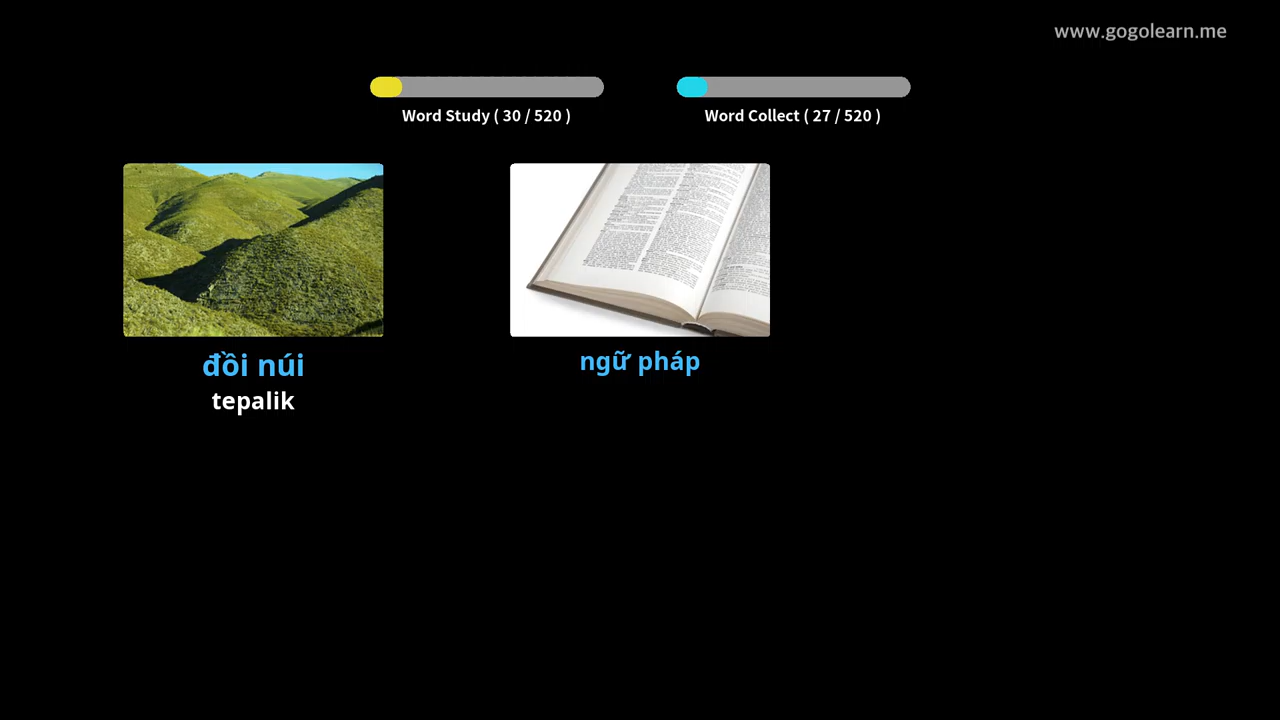 www.gogolearn.me
Word Study ( 30 / 520 )
Word Collect ( 27 / 520 )
đồi núi
tepalik
ngữ pháp